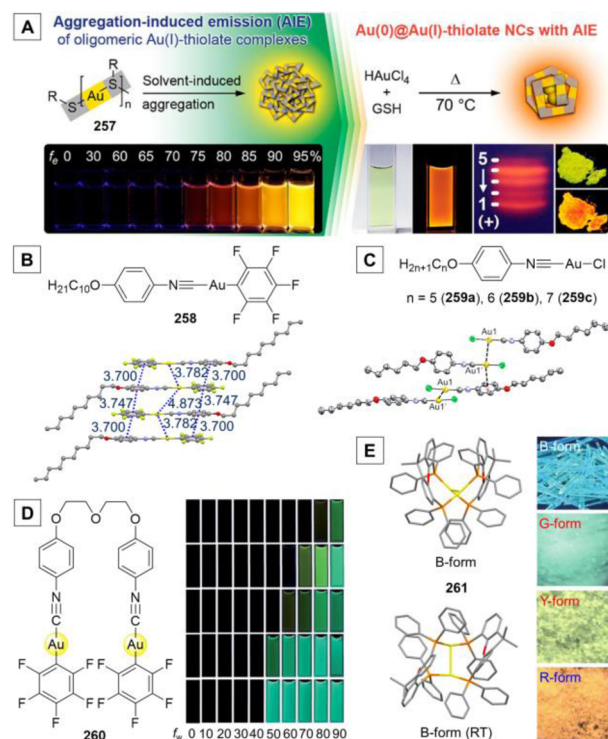 A
Aggregation-induced emission (AIE)
of oligomeric Au(I)-thiolate complexes
R
R
S
Au
S
n
257
Solvent-induced
aggregation
fe 0 30 60 65 70 75 80 85 90 95%
Au(0)@Au(I)-thiolate NCs with AIE
HAuCl4
+
GSH
Δ
70 °C
5
1
(+)
B
H21C10O
N
C
Au
F
F
F
F
F
258
3.700
3.782
3.700
3.747
4.873
3.747
3.700
3.782
3.700
C
H2n+1CnO
N
C
Au
Cl
n = 5 (259a), 6 (259b), 7 (259c)
Au1
Au1
Au1
Au1'
D
O
O
O
N
N
C
C
Au
Au
F
F
F
F
F
F
F
F
F
F
260
fw 0 10 20 30 40 50 60 70 80 90
E
B-form
261
B-form (RT)
B-form
G-form
Y-form
R-form